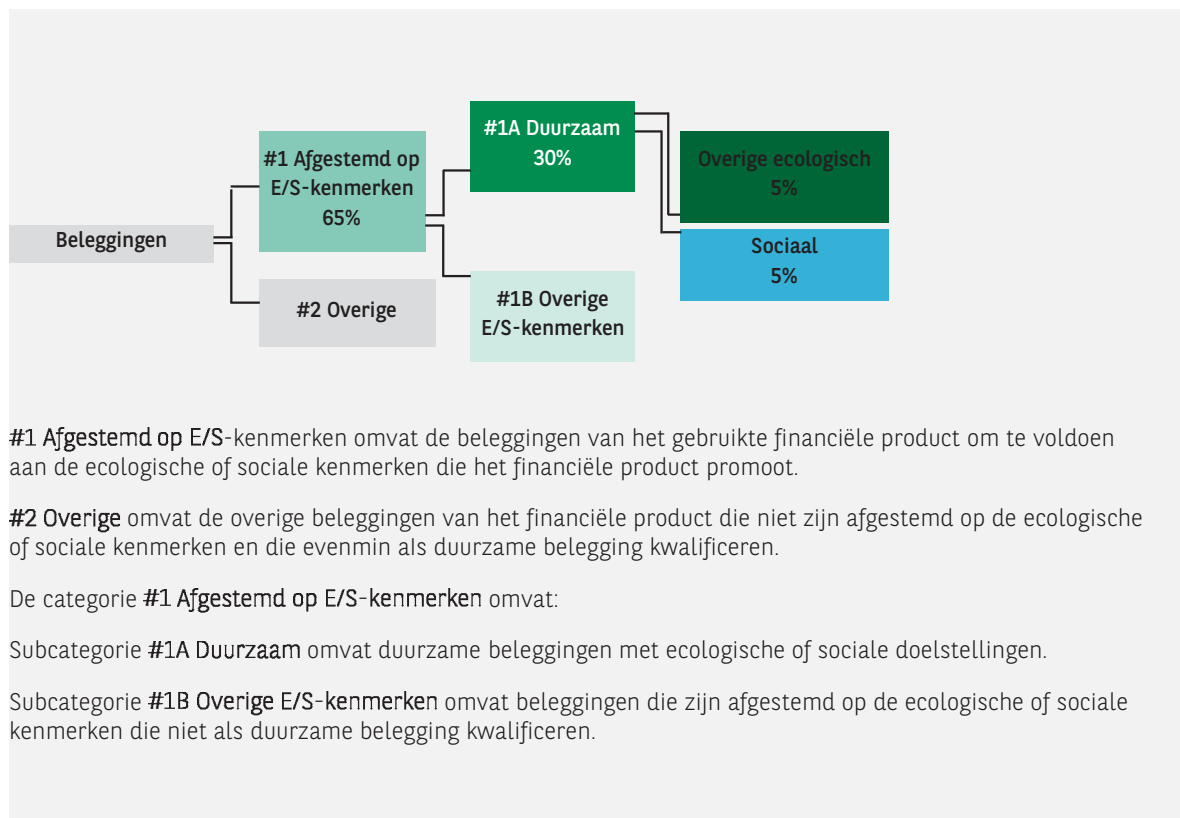 #1A Duurzaam
30%
#1 Afgestemd op
E/S-kenmerken
65%
Overige ecologisch
5%
Beleggingen
Sociaal
5%
#2 Overige
#1B Overige
E/S-kenmerken
#1 Afgestemd op E/S-kenmerken omvat de beleggingen van het gebruikte financiële product om te voldoen
aan de ecologische of sociale kenmerken die het financiële product promoot.
#2 Overige omvat de overige beleggingen van het financiële product die niet zijn afgestemd op de ecologische
of sociale kenmerken en die evenmin als duurzame belegging kwalificeren.
De categorie #1 Afgestemd op E/S-kenmerken omvat:
Subcategorie #1A Duurzaam omvat duurzame beleggingen met ecologische of sociale doelstellingen.
Subcategorie #1B Overige E/S-kenmerken omvat beleggingen die zijn afgestemd op de ecologische of sociale
kenmerken die niet als duurzame belegging kwalificeren.